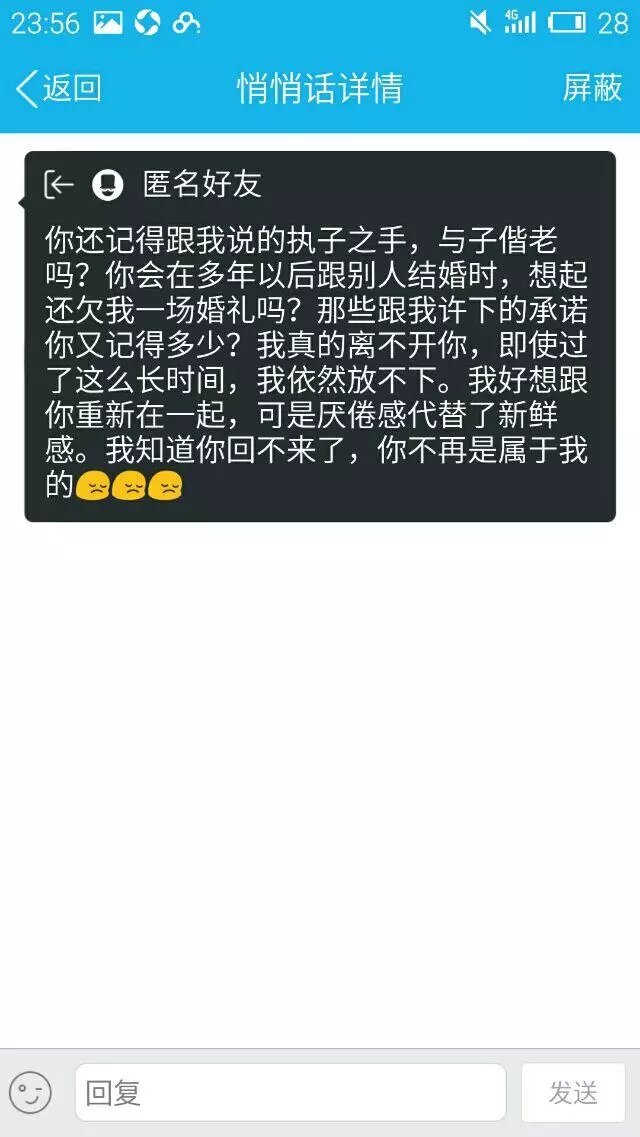 23:56
4G
28
返回
悄悄话详情
屏蔽
匿名好友
你还记得跟我说的执子之手，与子偕老
吗？你会在多年以后跟别人结婚时，想起
还欠我一场婚礼吗？那些跟我许下的承诺
你又记得多少？我真的离不开你，即使过
了这么长时间，我依然放不下。我好想跟
你重新在一起，可是厌倦感代替了新鲜
感。我知道你回不来了，你不再是属于我
的😔😔😔
回复
发送